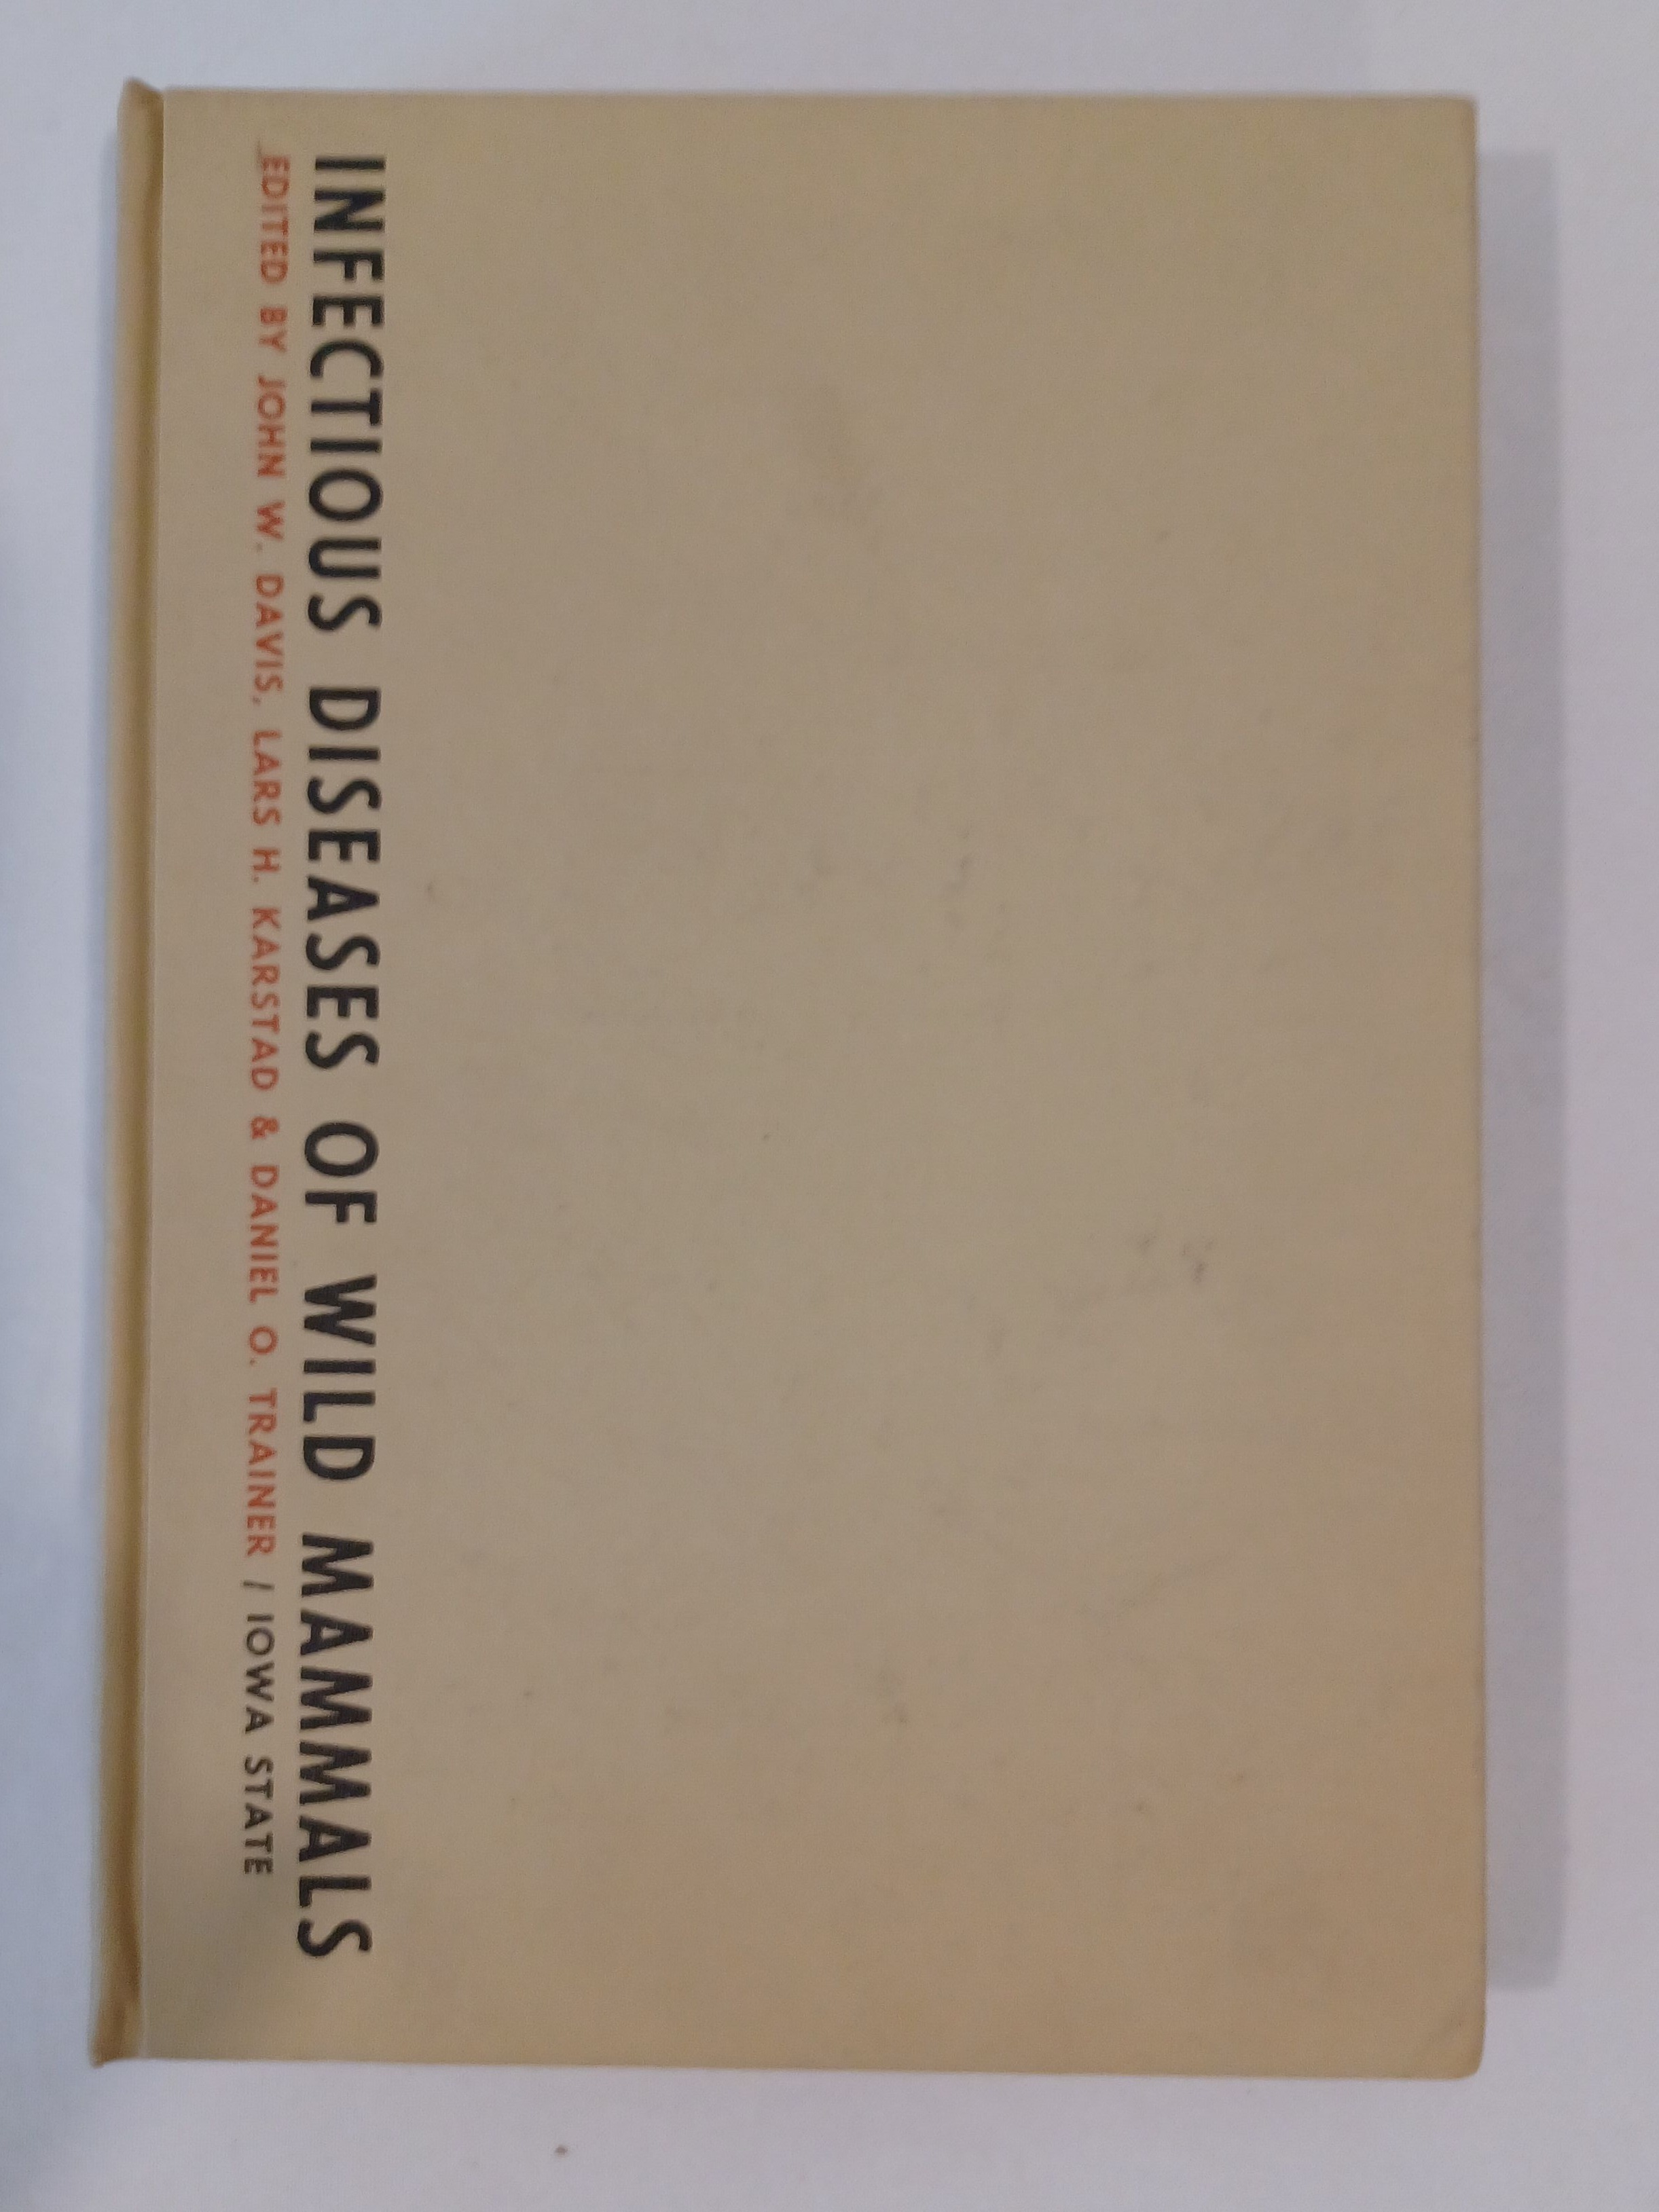 INFECTIOUS DISEASES OF WILD MAMMALS
EDITED BY JOHN W. DAVIS, LARS H. KARSTAD & DANIEL O. TRAINER / IOWA STATE